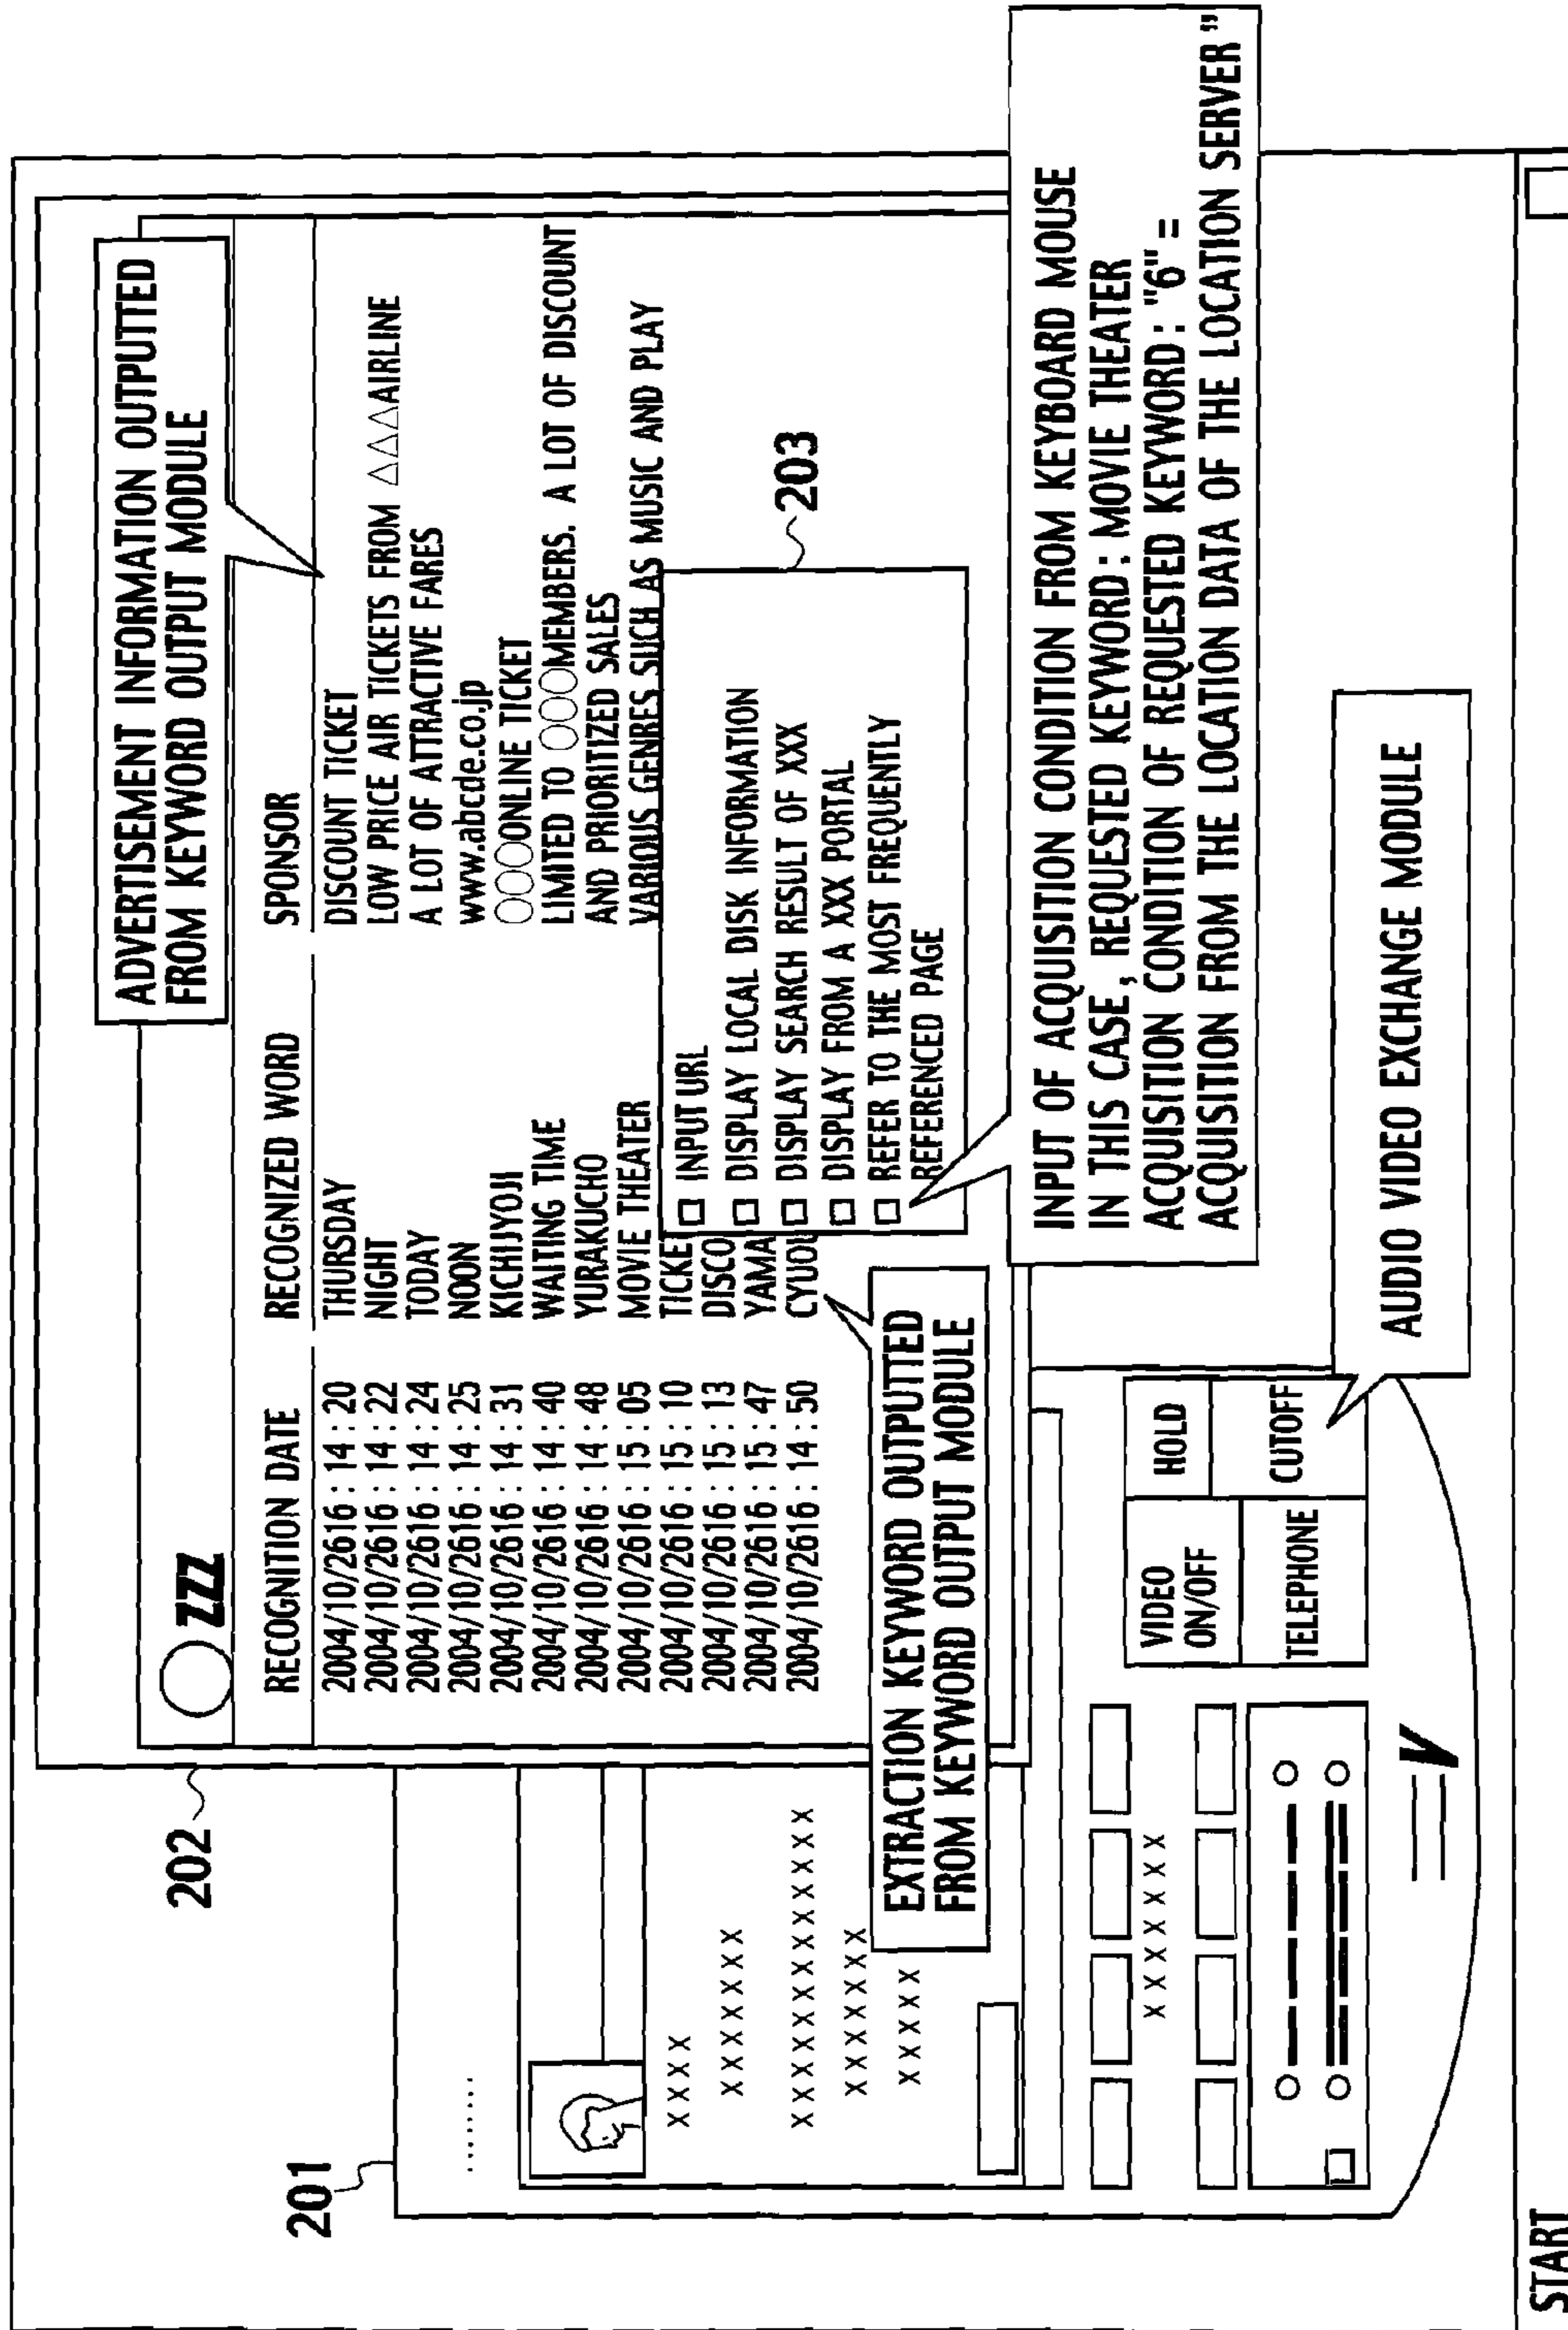 ADVERTISEMENT INFORMATION OUTPUTTED
FROM KEYWORD OUTPUT MODULE
202
ZZZ
RECOGNITION DATE RECOGNIZED WORD SPONSOR
2004/10/2616:14:20 THURSDAY
2004/10/2616:14:22 NIGHT
2004/10/2616:14:24 TODAY
2004/10/2616:14:25 NOON
2004/10/2616:14:31 KICHIJYOJI
2004/10/2616:14:40 WAITING TIME
2004/10/2616:14:48 YURAKUCHO
2004/10/2616:15:05 MOVIE THEATER
2004/10/2616:15:10 TICKET
2004/10/2616:15:13 DISCO
2004/10/2616:15:47 YAMA
2004/10/2616:14:50 CYUOU
DISCOUNT TICKET
LOW PRICE AIR TICKETS FROM △△△AIRLINE
A LOT OF ATTRACTIVE FARES
www.abcde.co.jp
○○○ONLINE TICKET
LIMITED TO ○○○MEMBERS. A LOT OF DISCOUNT
AND PRIORITIZED SALES
VARIOUS GENRES SUCH AS MUSIC AND PLAY
203
□ INPUT URL
□ DISPLAY LOCAL DISK INFORMATION
□ DISPLAY SEARCH RESULT OF XXX
□ DISPLAY FROM A XXX PORTAL
□ REFER TO THE MOST FREQUENTLY
REFERENCED PAGE
INPUT OF ACQUISITION CONDITION FROM KEYBOARD MOUSE
IN THIS CASE, REQUESTED KEYWORD: MOVIE THEATER
ACQUISITION CONDITION OF REQUESTED KEYWORD: "6"=
ACQUISITION FROM THE LOCATION DATA OF THE LOCATION SERVER"
EXTRACTION KEYWORD OUTPUTTED
FROM KEYWORD OUTPUT MODULE
201
.......
XXXX
XXXXXXX
XXXXXXXXXXXXX
XXXXXXX
XXXXX
XXXXXXX
VIDEO
ON/OFF
HOLD
TELEPHONE
CUTOFF
AUDIO VIDEO EXCHANGE MODULE
V
START